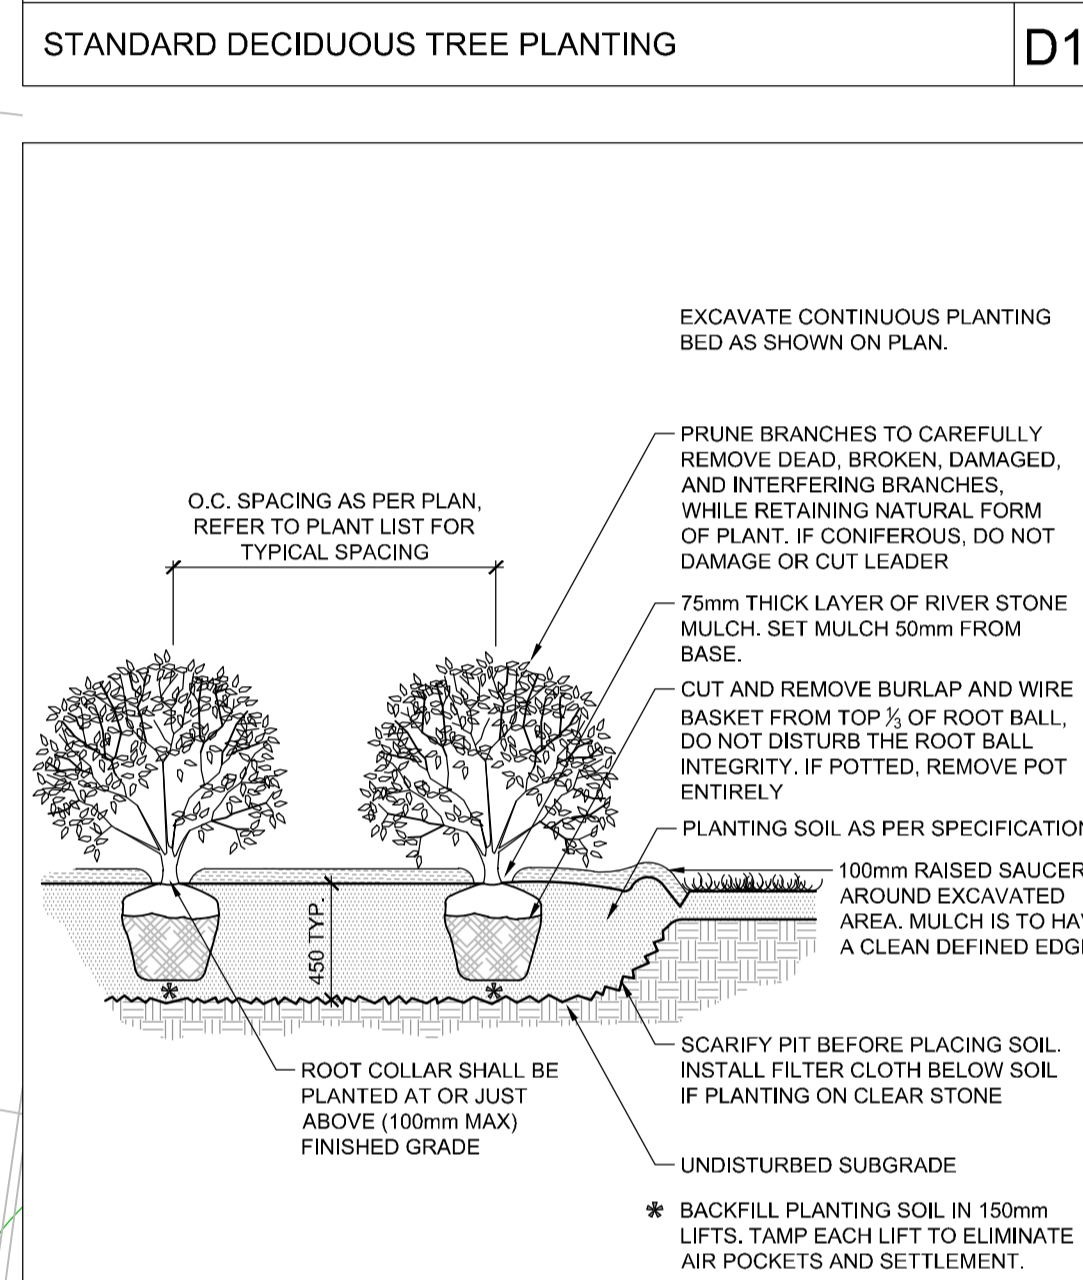 STANDARD DECIDUOUS TREE PLANTING
D1
EXCAVATE CONTINUOUS PLANTING
BED AS SHOWN ON PLAN.
PRUNE BRANCHES TO CAREFULLY
REMOVE DEAD, BROKEN, DAMAGED,
AND INTERFERING BRANCHES,
WHILE RETAINING NATURAL FORM
OF PLANT. IF CONIFEROUS, DO NOT
DAMAGE OR CUT LEADER
O.C. SPACING AS PER PLAN,
REFER TO PLANT LIST FOR
TYPICAL SPACING
75mm THICK LAYER OF RIVER STONE
MULCH. SET MULCH 50mm FROM
BASE.
CUT AND REMOVE BURLAP AND WIRE
BASKET FROM TOP ⅓ OF ROOT BALL,
DO NOT DISTURB THE ROOT BALL
INTEGRITY. IF POTTED, REMOVE POT
ENTIRELY
PLANTING SOIL AS PER SPECIFICATION
100mm RAISED SAUCER
AROUND EXCAVATED
AREA. MULCH IS TO HAV
A CLEAN DEFINED EDGE
450 TYP.
SCARIFY PIT BEFORE PLACING SOIL.
INSTALL FILTER CLOTH BELOW SOIL
IF PLANTING ON CLEAR STONE
ROOT COLLAR SHALL BE
PLANTED AT OR JUST
ABOVE (100mm MAX)
FINISHED GRADE
UNDISTURBED SUBGRADE
* BACKFILL PLANTING SOIL IN 150mm
LIFTS. TAMP EACH LIFT TO ELIMINATE
AIR POCKETS AND SETTLEMENT.